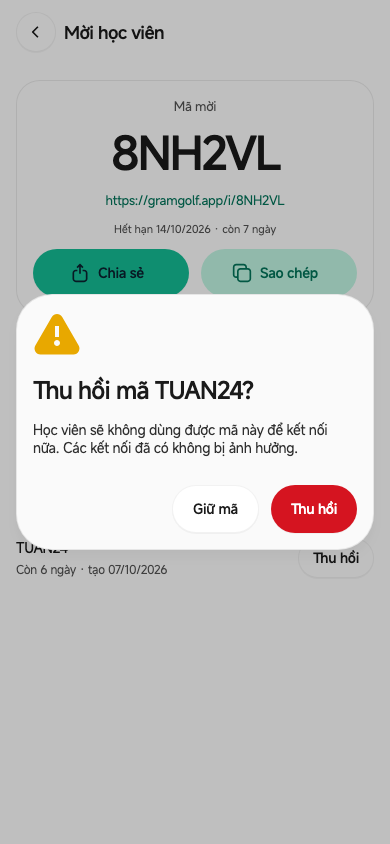 Mời học viên
Mã mời
8NH2VL
https://gramgolf.app/i/8NH2VL
Hết hạn 14/10/2026 · còn 7 ngày
Chia sẻ
Sao chép
Thu hồi mã TUAN24?
Học viên sẽ không dùng được mã này để kết nối
nữa. Các kết nối đã có không bị ảnh hưởng.
Giữ mã
Thu hồi
TUAN24
Còn 6 ngày · tạo 07/10/2026
Thu hồi